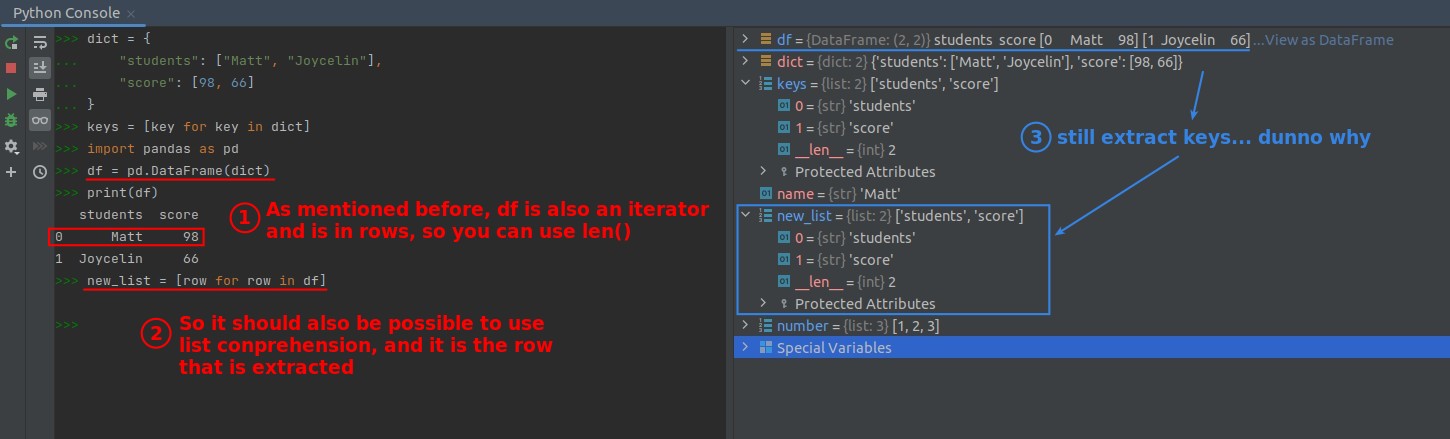 Python Console ×
>>> dict = {
...     "students": ["Matt", "Joycelin"],
...     "score": [98, 66]
... }
>>> keys = [key for key in dict]
>>> import pandas as pd
>>> df = pd.DataFrame(dict)
>>> print(df)
   students  score
0      Matt     98
1  Joycelin     66
>>> new_list = [row for row in df]
>>>
① As mentioned before, df is also an iterator
and is in rows, so you can use len()
② So it should also be possible to use
list conprehension, and it is the row
that is extracted
df = {DataFrame: (2, 2)} students score [0 Matt 98] [1 Joycelin 66] ...View as DataFrame
dict = {dict: 2} {'students': ['Matt', 'Joycelin'], 'score': [98, 66]}
keys = {list: 2} ['students', 'score']
01 0 = {str} 'students'
01 1 = {str} 'score'
01 __len__ = {int} 2
Protected Attributes
01 name = {str} 'Matt'
new_list = {list: 2} ['students', 'score']
01 0 = {str} 'students'
01 1 = {str} 'score'
01 __len__ = {int} 2
Protected Attributes
number = {list: 3} [1, 2, 3]
Special Variables
③ still extract keys... dunno why